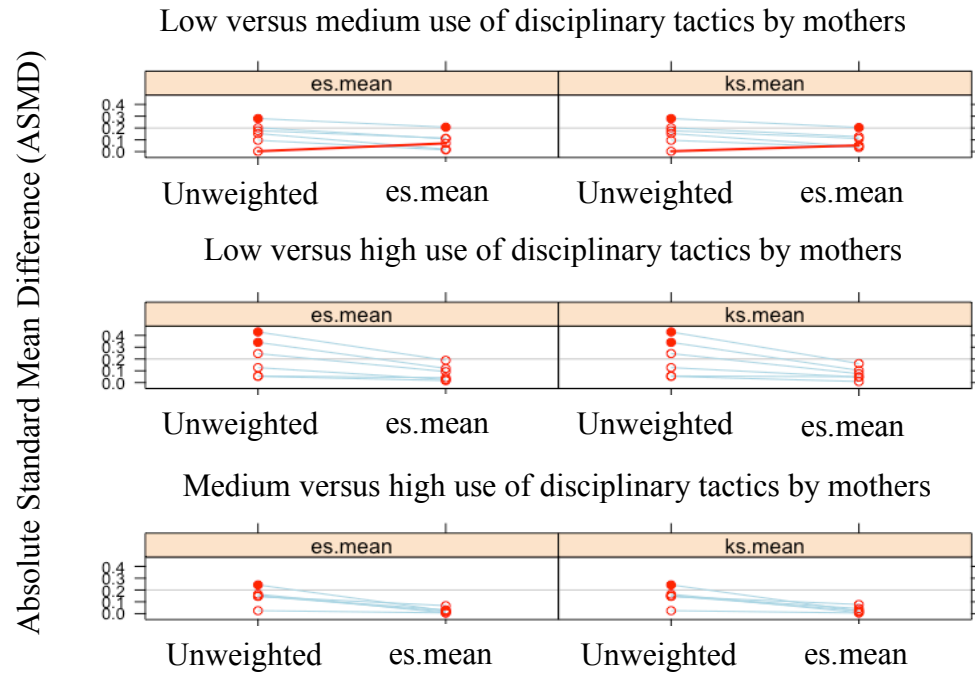 Absolute Standard Mean Difference (ASMD)
Low versus medium use of disciplinary tactics by mothers
es.mean ks.mean
0.4
0.3
0.2
0.1
0.0
Unweighted es.mean Unweighted es.mean
Low versus high use of disciplinary tactics by mothers
es.mean ks.mean
0.4
0.3
0.2
0.1
0.0
Unweighted es.mean Unweighted es.mean
Medium versus high use of disciplinary tactics by mothers
es.mean ks.mean
0.4
0.3
0.2
0.1
0.0
Unweighted es.mean Unweighted es.mean